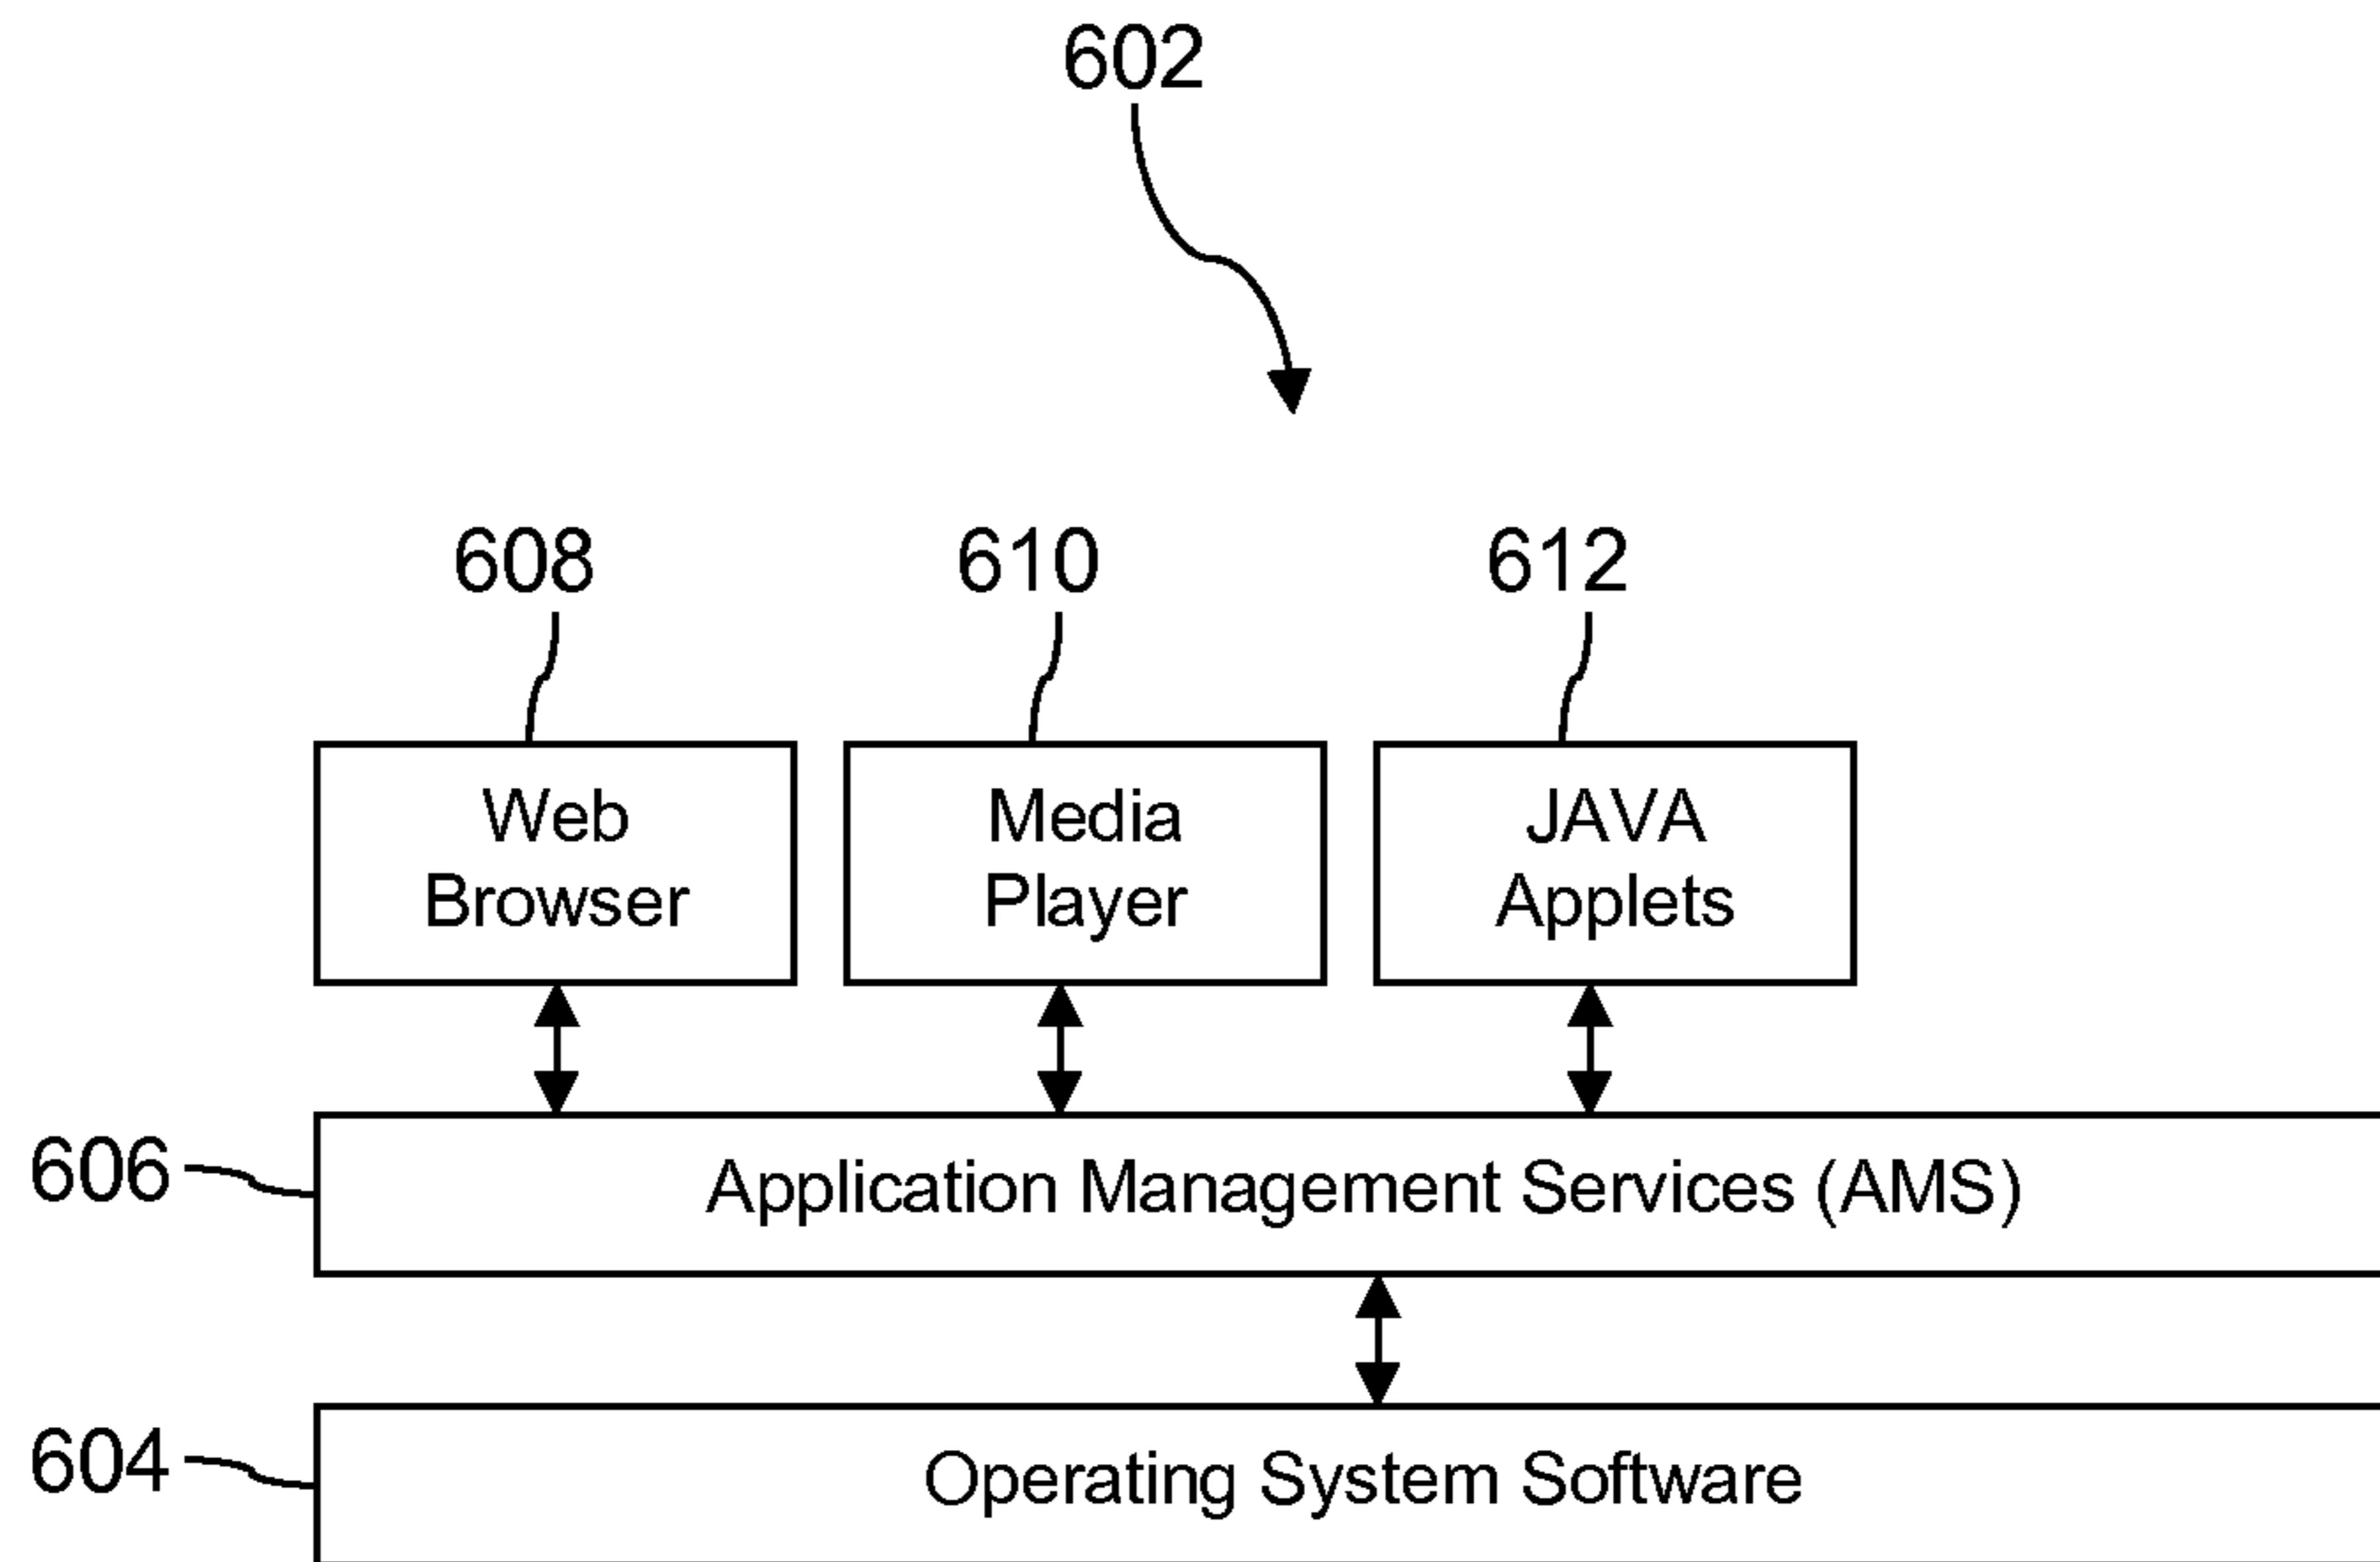 602
608
610
612
Web
Browser
Media
Player
JAVA
Applets
606
Application Management Services (AMS)
604
Operating System Software